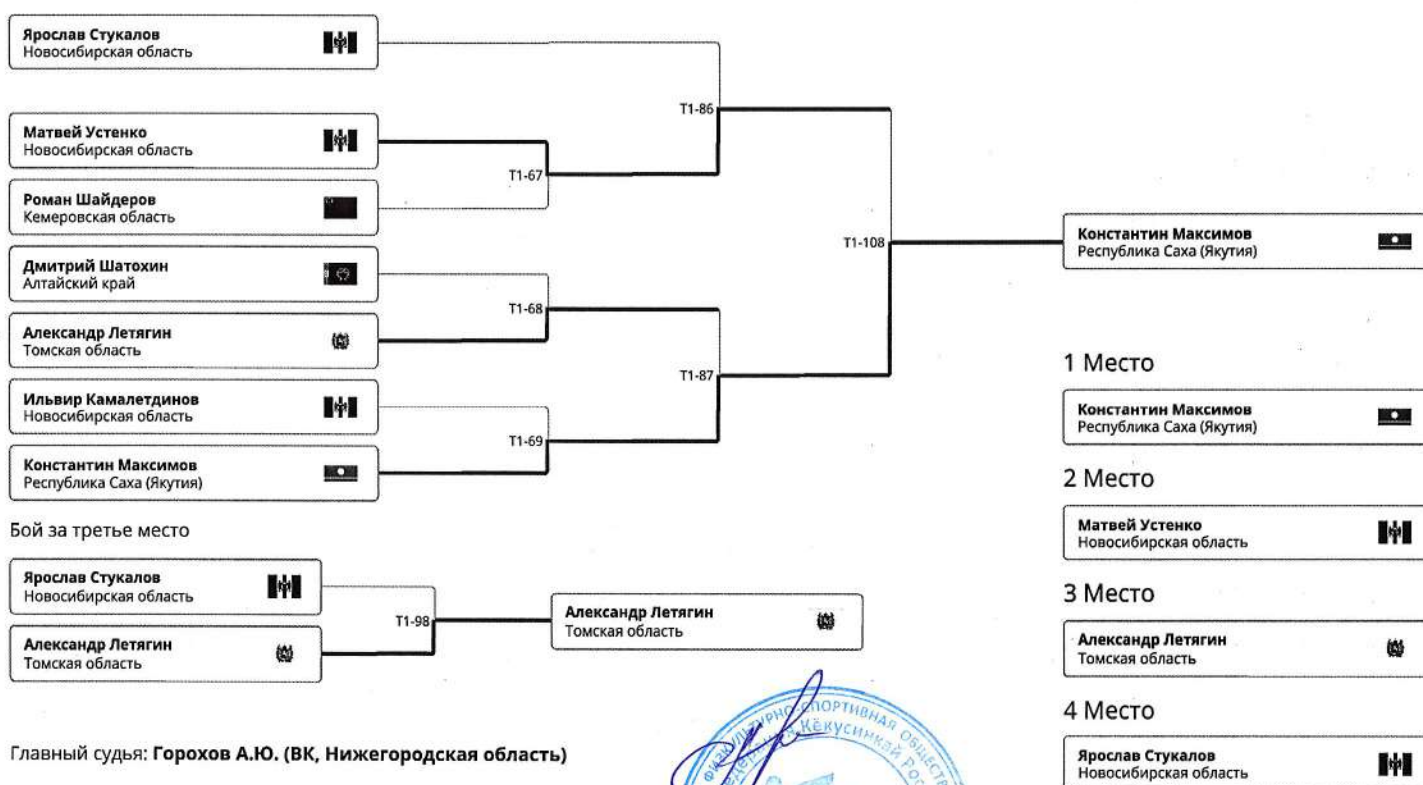 Ярослав Стукалов
Новосибирская область
Матвей Устенко
Новосибирская область
Роман Шайдеров
Кемеровская область
Дмитрий Шатохин
Алтайский край
Александр Летягин
Томская область
Ильвир Камалетдинов
Новосибирская область
Константин Максимов
Республика Саха (Якутия)
T1-67
T1-68
T1-69
T1-86
T1-87
T1-108
Константин Максимов
Республика Саха (Якутия)
Бой за третье место
Ярослав Стукалов
Новосибирская область
Александр Летягин
Томская область
T1-98
Александр Летягин
Томская область
1 Место
Константин Максимов
Республика Саха (Якутия)
2 Место
Матвей Устенко
Новосибирская область
3 Место
Александр Летягин
Томская область
4 Место
Ярослав Стукалов
Новосибирская область
Главный судья: Горохов А.Ю. (ВК, Нижегородская область)